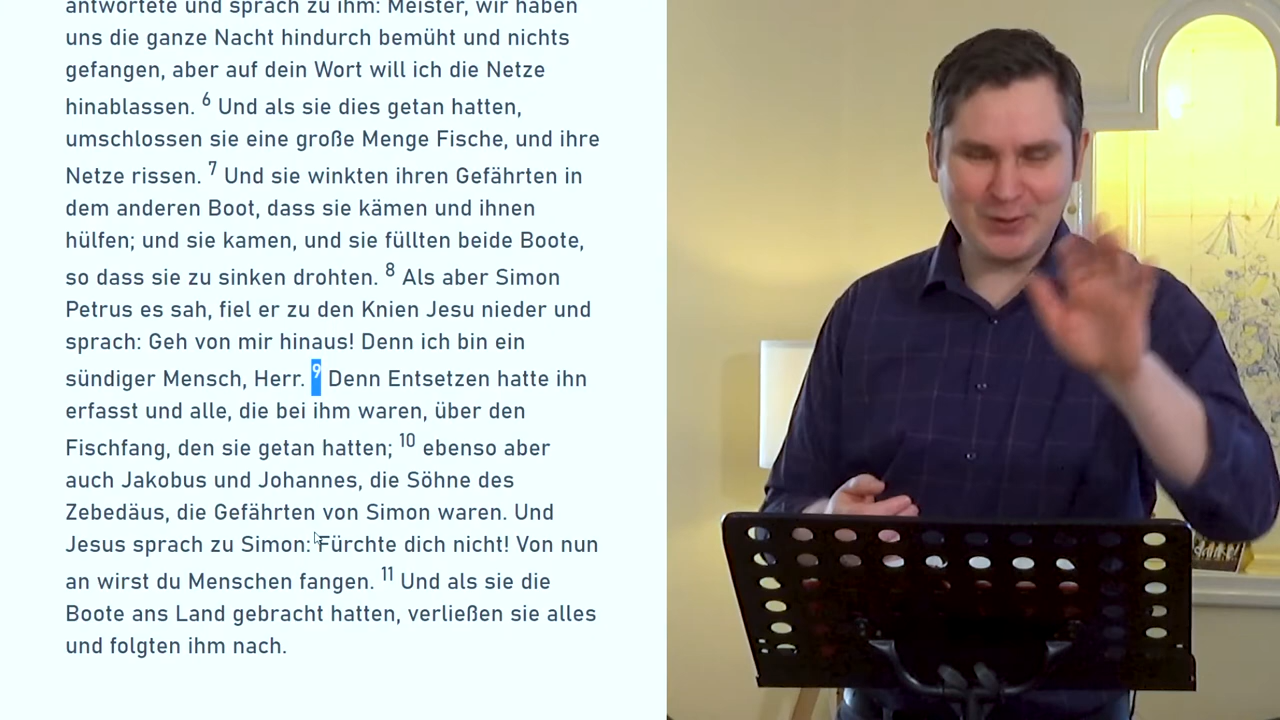 antwortete und sprach zu ihm: Meister, wir haben
uns die ganze Nacht hindurch bemüht und nichts
gefangen, aber auf dein Wort will ich die Netze
hinablassen. 6 Und als sie dies getan hatten,
umschlossen sie eine große Menge Fische, und ihre
Netze rissen. 7 Und sie winkten ihren Gefährten in
dem anderen Boot, dass sie kämen und ihnen
hülfen; und sie kamen, und sie füllten beide Boote,
so dass sie zu sinken drohten. 8 Als aber Simon
Petrus es sah, fiel er zu den Knien Jesu nieder und
sprach: Geh von mir hinaus! Denn ich bin ein
sündiger Mensch, Herr. 9 Denn Entsetzen hatte ihn
erfasst und alle, die bei ihm waren, über den
Fischfang, den sie getan hatten; 10 ebenso aber
auch Jakobus und Johannes, die Söhne des
Zebedäus, die Gefährten von Simon waren. Und
Jesus sprach zu Simon: Fürchte dich nicht! Von nun
an wirst du Menschen fangen. 11 Und als sie die
Boote ans Land gebracht hatten, verließen sie alles
und folgten ihm nach.